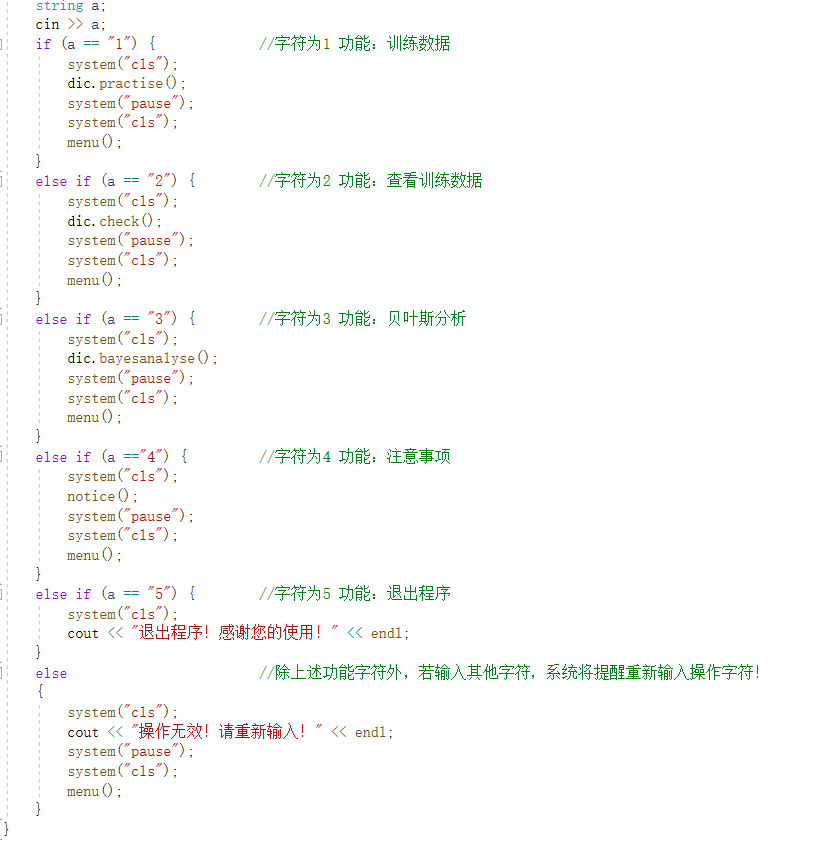 string a;
cin >> a;
if (a == "1") {             //字符为1 功能：训练数据
    system("cls");
    dic.practise();
    system("pause");
    system("cls");
    menu();
}
else if (a == "2") {        //字符为2 功能：查看训练数据
    system("cls");
    dic.check();
    system("pause");
    system("cls");
    menu();
}
else if (a == "3") {        //字符为3 功能：贝叶斯分析
    system("cls");
    dic.bayesanalyse();
    system("pause");
    system("cls");
    menu();
}
else if (a =="4") {         //字符为4 功能：注意事项
    system("cls");
    notice();
    system("pause");
    system("cls");
    menu();
}
else if (a == "5") {        //字符为5 功能：退出程序
    system("cls");
    cout << "退出程序！感谢您的使用！" << endl;
}
else                        //除上述功能字符外，若输入其他字符，系统将提醒重新输入操作字符！
{
    system("cls");
    cout << "操作无效！请重新输入！" << endl;
    system("pause");
    system("cls");
    menu();
}
}